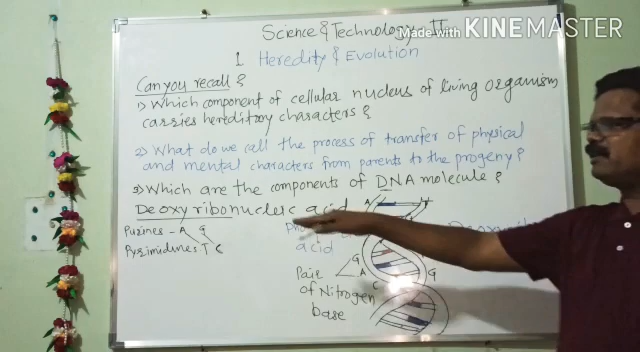 Made with KINEMASTER
Science & Technology - II
1 Heredity & Evolution
Can you recall?
1) Which component of cellular nucleus of living organism
carries hereditary characters?
2) What do we call the process of transfer of physical
and mental characters from parents to the progeny?
3) Which are the components of DNA molecule?
Deoxyribonucleic acid
Purines - A G
Pyrimidines T C
acid
A
G
G
A
C
Pair
of Nitrogen
base